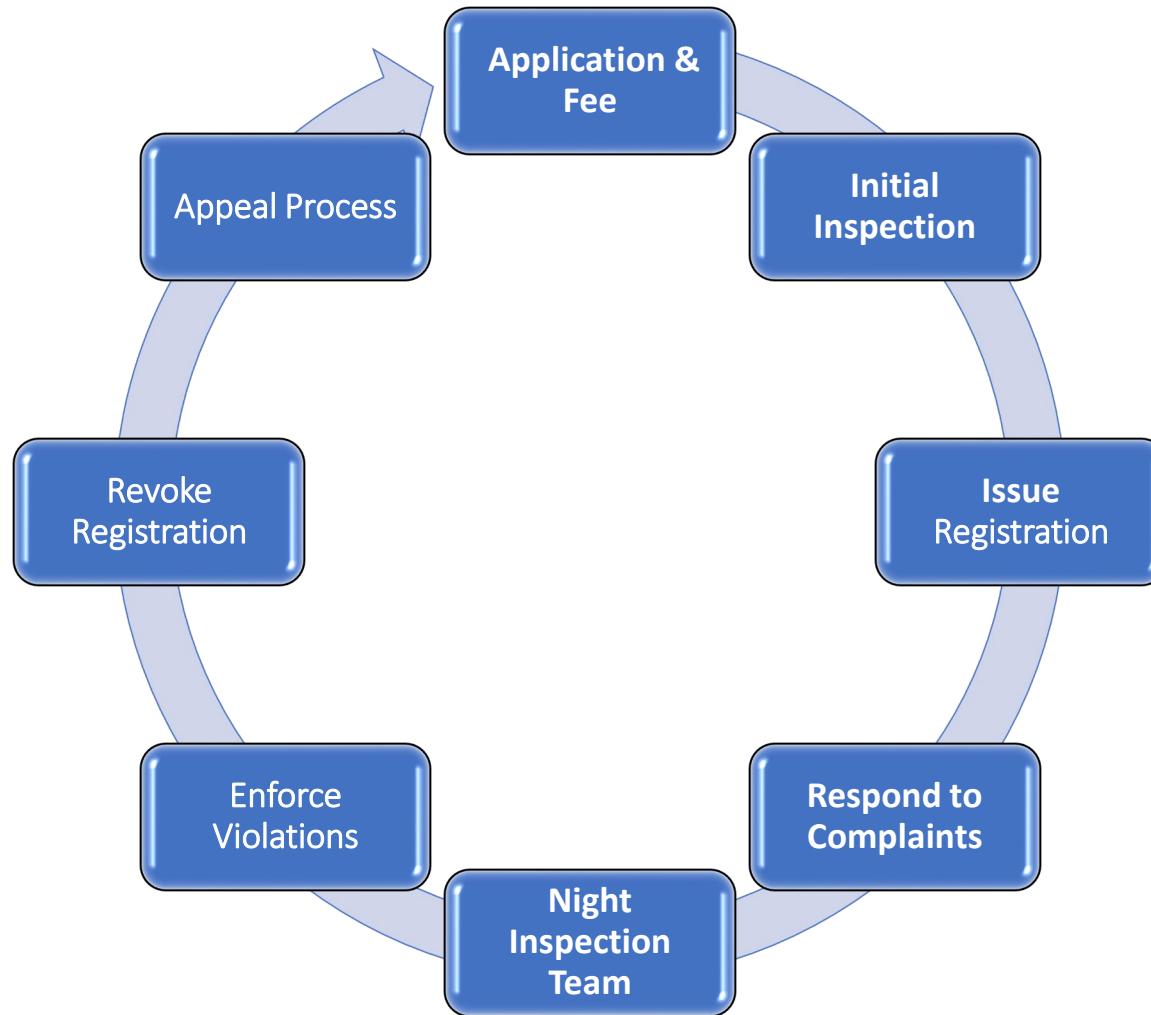 Application &
Fee
Initial
Inspection
Issue
Registration
Respond to
Complaints
Night
Inspection
Team
Enforce
Violations
Revoke
Registration
Appeal Process